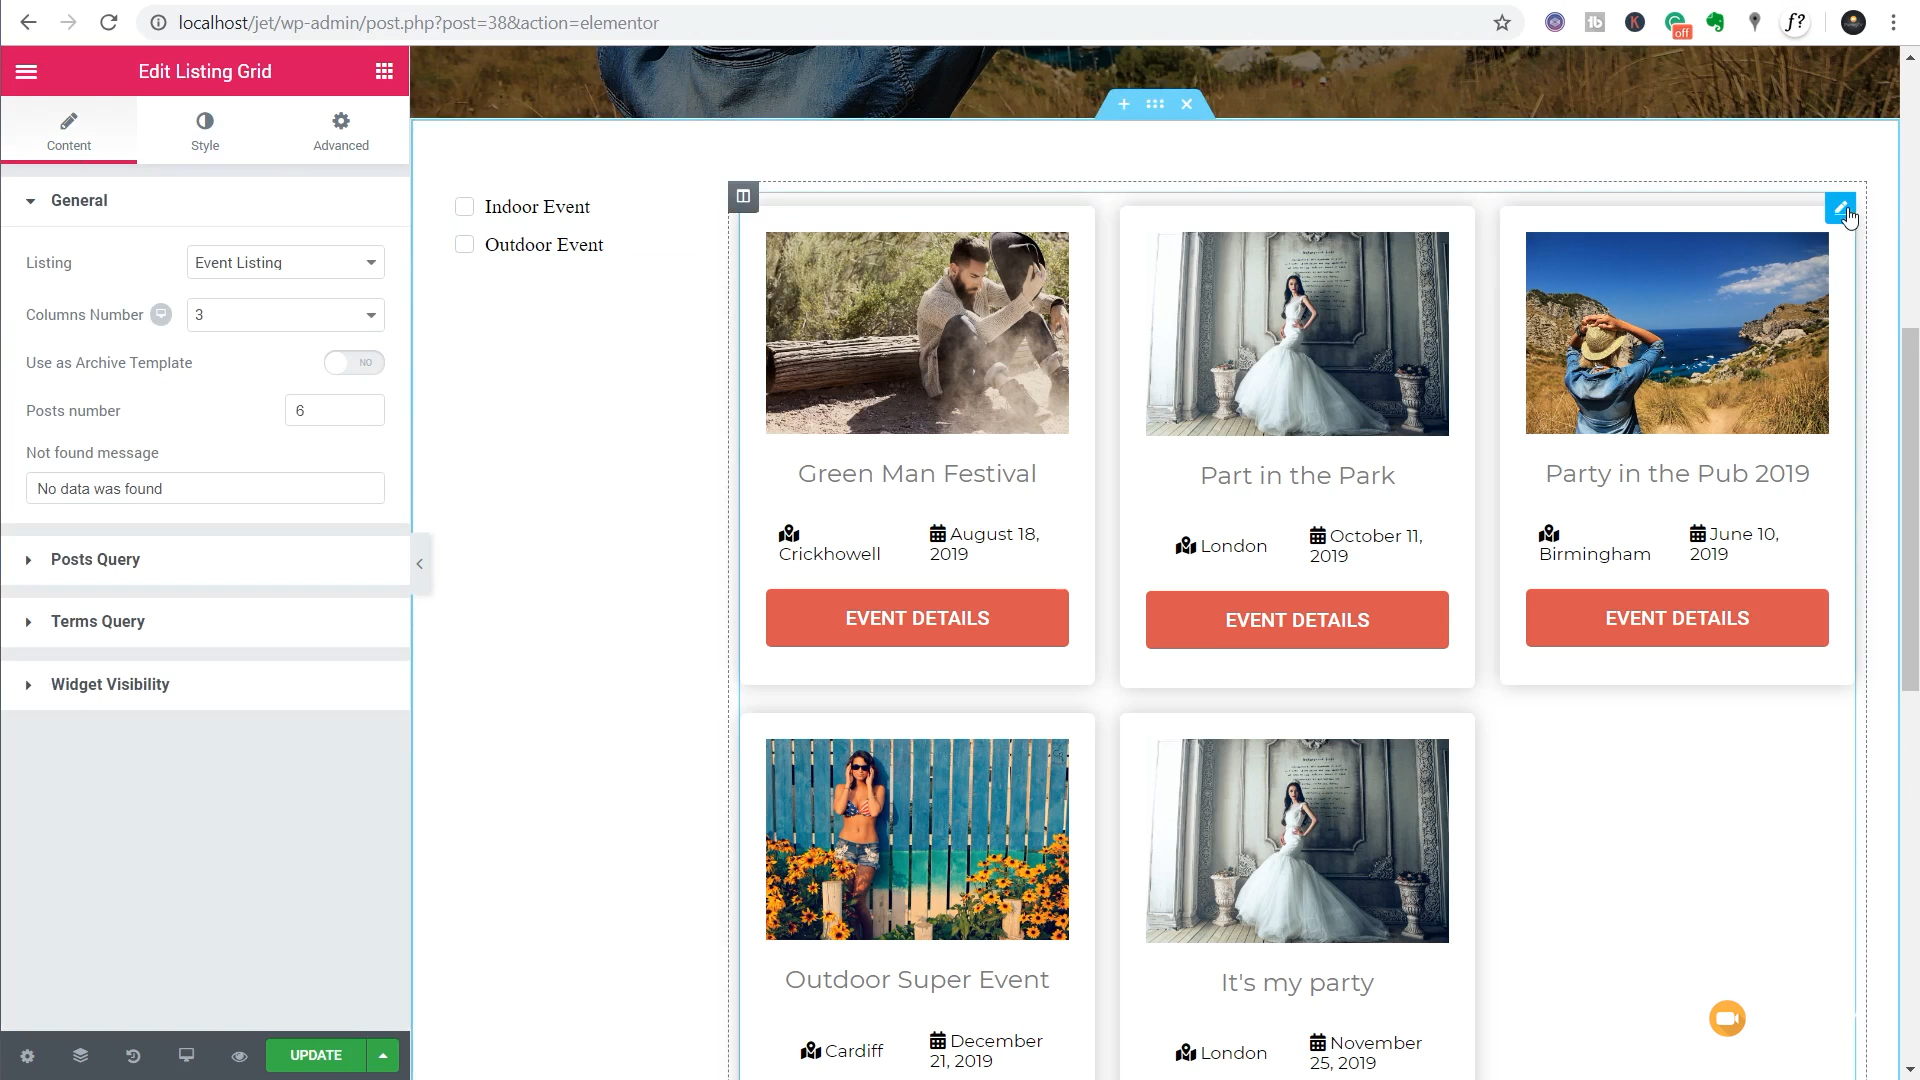 localhost/jet/wp-admin/post.php?post=38&action=elementor
off
f?
Edit Listing Grid
Content
Style
Advanced
General
Listing
Event Listing
Columns Number
3
Use as Archive Template
NO
Posts number
6
Not found message
No data was found
Posts Query
Terms Query
Widget Visibility
UPDATE
Indoor Event
Outdoor Event
Green Man Festival
Crickhowell
August 18,
2019
EVENT DETAILS
Part in the Park
London
October 11,
2019
EVENT DETAILS
Party in the Pub 2019
Birmingham
June 10,
2019
EVENT DETAILS
Outdoor Super Event
Cardiff
December
21, 2019
It's my party
London
November
25, 2019